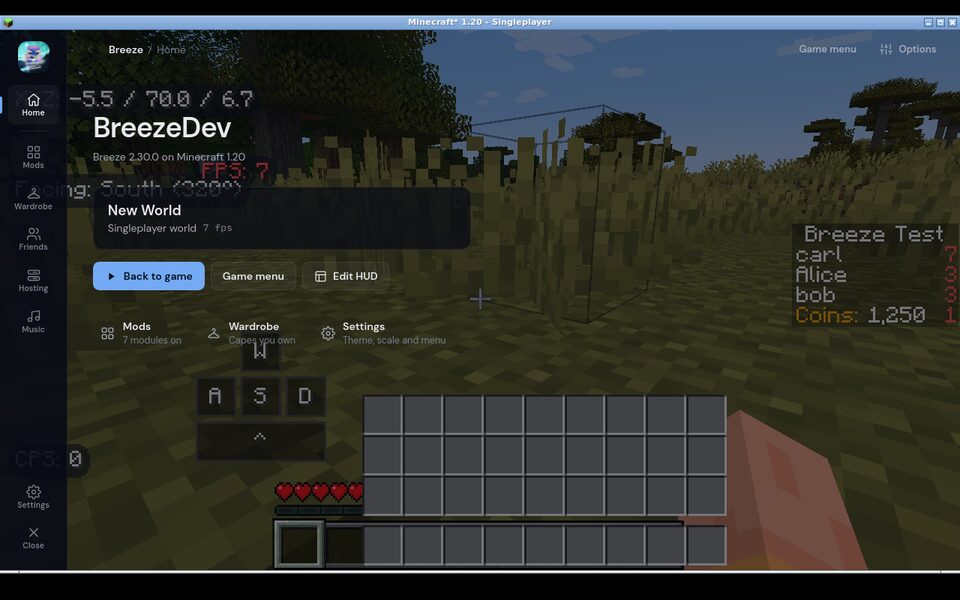 Minecraft* 1.20 - Singleplayer
Breeze / Home
Game menu
Options
Home
-5.5 / 70.0 / 6.7
BreezeDev
Breeze 2.30.0 on Minecraft 1.20
FPS: 7
Mods
Facing: South (320°)
Wardrobe
New World
Singleplayer world 7 fps
Friends
Breeze Test
carl 7
Alice 3
bob 3
Coins: 1,250 1
Hosting
Back to game
Game menu
Edit HUD
Music
Mods
7 modules on
Wardrobe
Capes you own
Settings
Theme, scale and menu
W
A S D
^
CPS: 0
Settings
Close